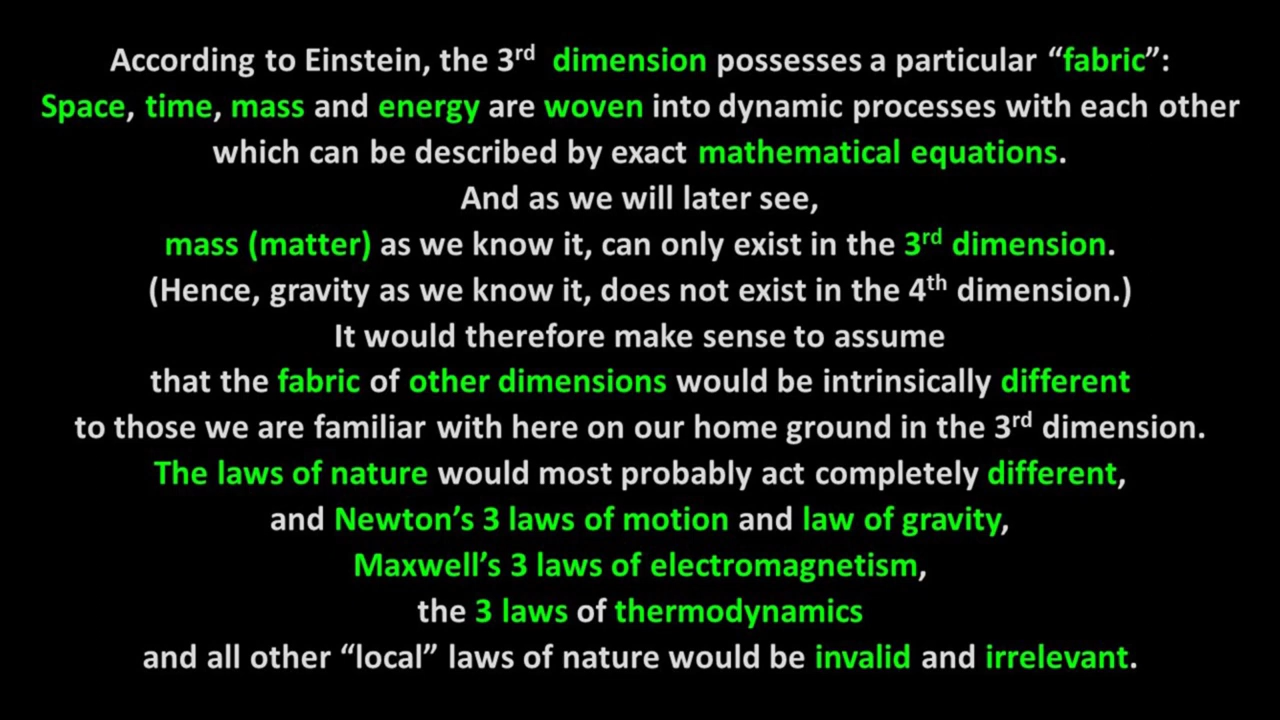 According to Einstein, the 3rd dimension possesses a particular “fabric”:
Space, time, mass and energy are woven into dynamic processes with each other
which can be described by exact mathematical equations.
And as we will later see,
mass (matter) as we know it, can only exist in the 3rd dimension.
(Hence, gravity as we know it, does not exist in the 4th dimension.)
It would therefore make sense to assume
that the fabric of other dimensions would be intrinsically different
to those we are familiar with here on our home ground in the 3rd dimension.
The laws of nature would most probably act completely different,
and Newton’s 3 laws of motion and law of gravity,
Maxwell’s 3 laws of electromagnetism,
the 3 laws of thermodynamics
and all other “local” laws of nature would be invalid and irrelevant.